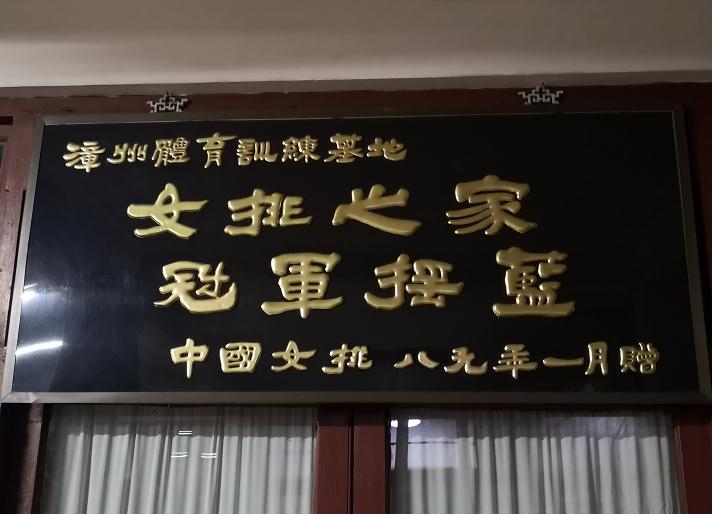 漳州體育訓練基地
女排之家
冠軍摇藍
中國女排 八九年一月贈